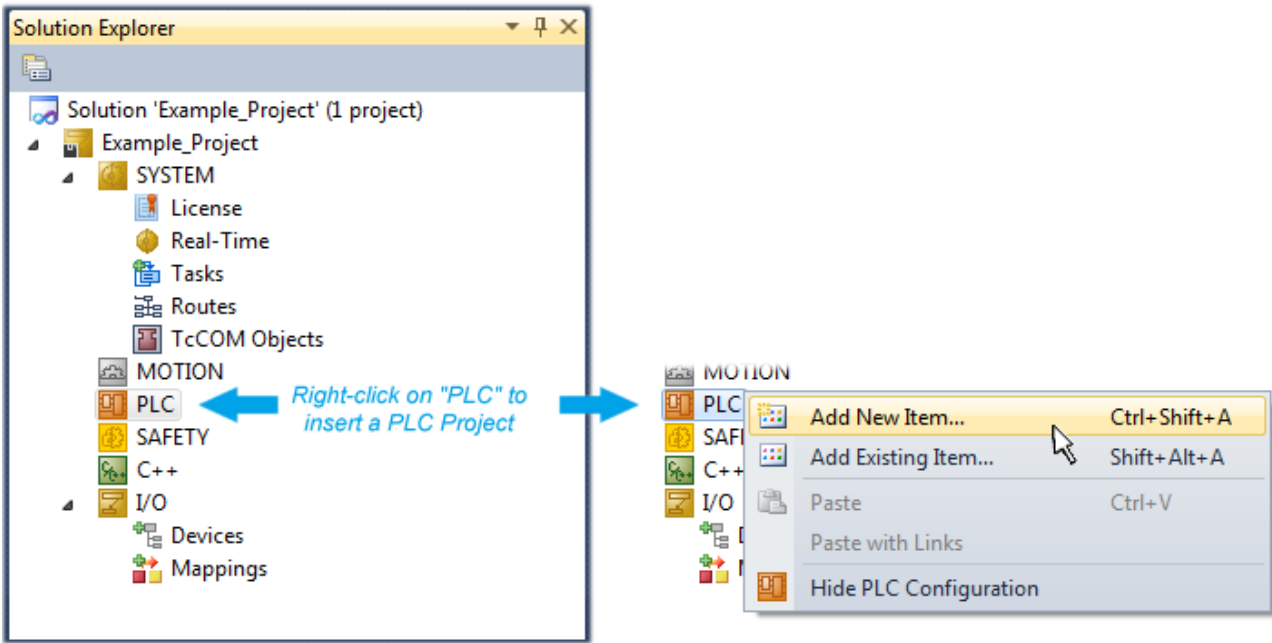 Solution Explorer
Solution 'Example_Project' (1 project)
Example_Project
SYSTEM
License
Real-Time
Tasks
Routes
TcCOM Objects
MOTION
PLC
SAFETY
C++
I/O
Devices
Mappings
Right-click on "PLC" to
insert a PLC Project
MOTION
PLC
SAF
C++
I/O
Add New Item... Ctrl+Shift+A
Add Existing Item... Shift+Alt+A
Paste Ctrl+V
Paste with Links
Hide PLC Configuration